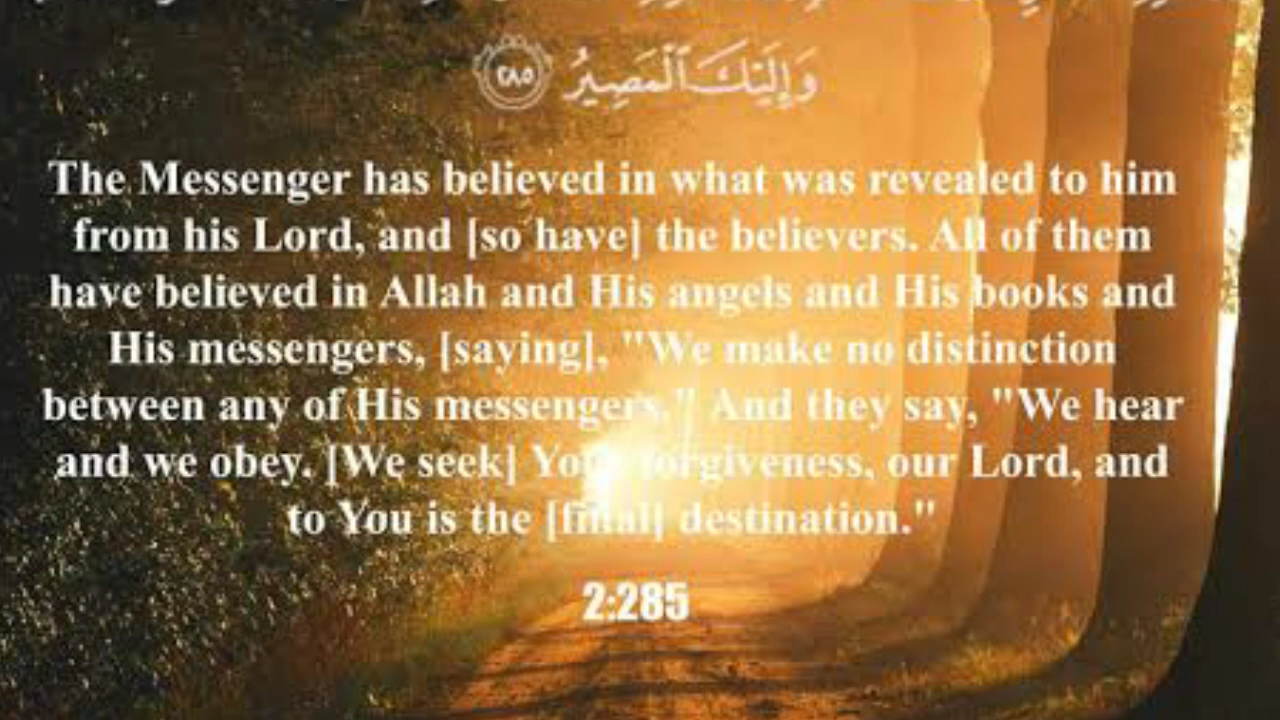 وَإِلَيْكَ ٱلْمَصِيرُ ٢٨٥
The Messenger has believed in what was revealed to him
from his Lord, and [so have] the believers. All of them
have believed in Allah and His angels and His books and
His messengers, [saying], "We make no distinction
between any of His messengers." And they say, "We hear
and we obey. [We seek] Your forgiveness, our Lord, and
to You is the [final] destination."
2:285